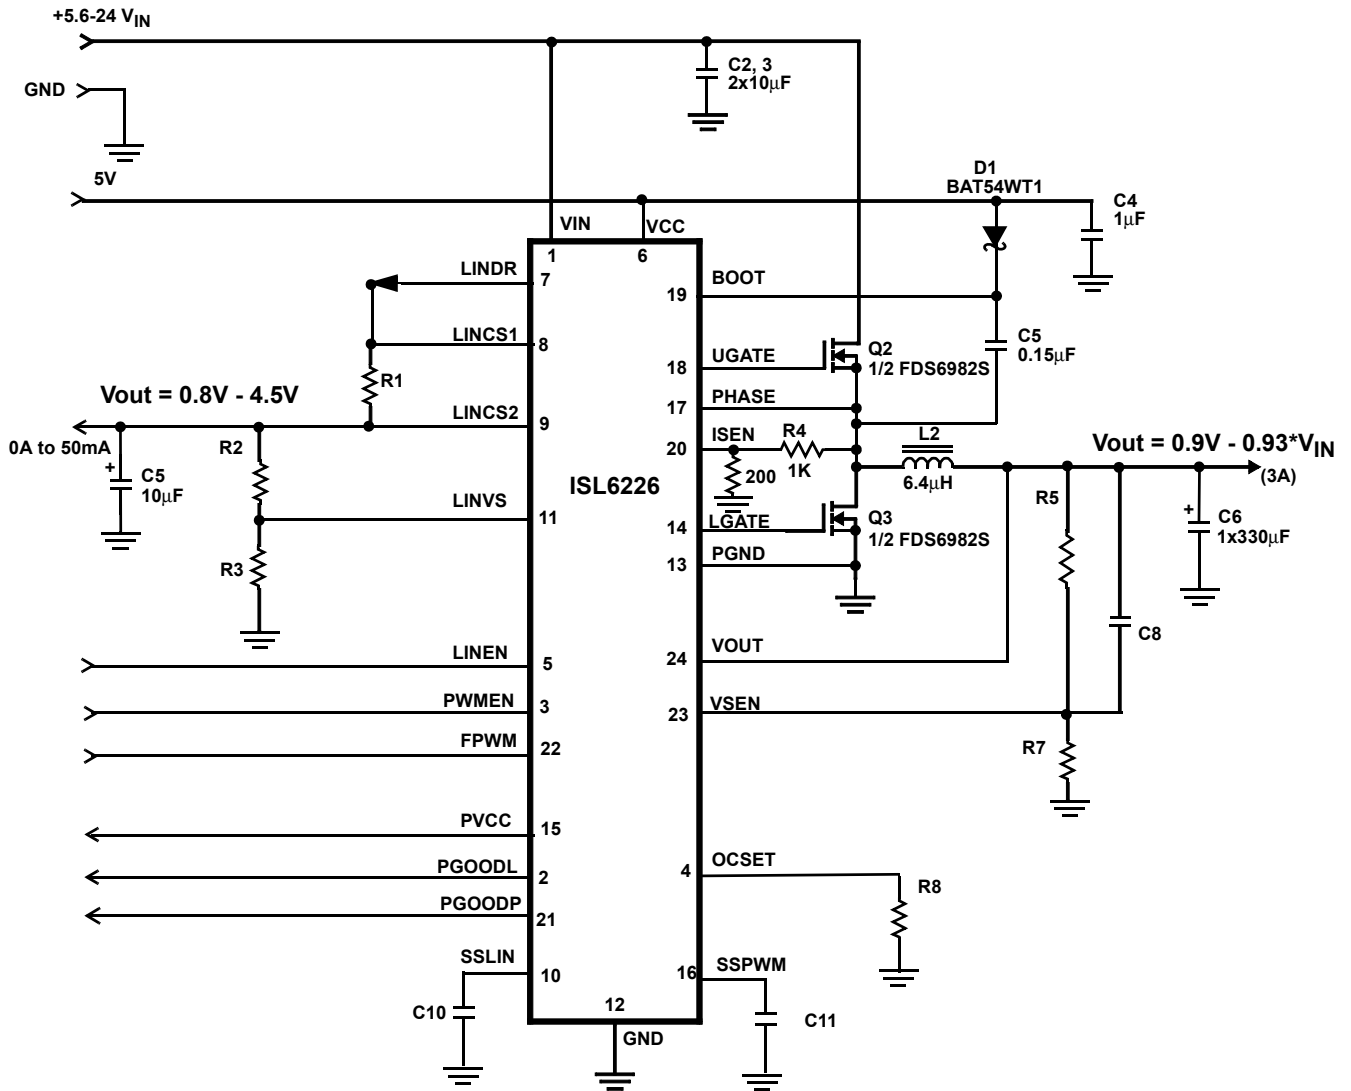 +5.6-24 VIN
C2, 3
2x10μF
GND
D1
BAT54WT1
5V
C4
1μF
VIN
VCC
1
6
LINDR
7
BOOT
19
LINCS1
8
C5
0.15μF
Q2
1/2 FDS6982S
UGATE
18
R1
Vout = 0.8V - 4.5V
PHASE
17
LINCS2
9
0A to 50mA
R2
ISEN
20
R4
1K
L2
6.4μH
Vout = 0.9V - 0.93*VIN
(3A)
C5
10μF
200
ISL6226
R5
LINVS
11
LGATE
14
Q3
1/2 FDS6982S
C6
1x330μF
PGND
13
R3
C8
LINEN
5
VOUT
24
PWMEN
3
VSEN
23
FPWM
22
R7
PVCC
15
PGOODL
2
OCSET
4
R8
PGOODP
21
SSLIN
10
SSPWM
16
C10
12
GND
C11